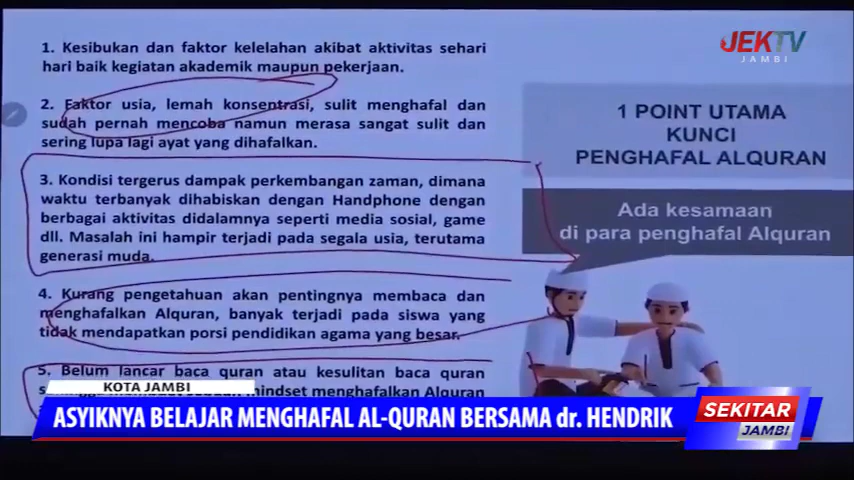 1. Kesibukan dan faktor kelelahan akibat aktivitas sehari
hari baik kegiatan akademik maupun pekerjaan.
2. Faktor usia, lemah konsentrasi, sulit menghafal dan
sudah pernah mencoba namun merasa sangat sulit dan
sering lupa lagi ayat yang dihafalkan.
3. Kondisi tergerus dampak perkembangan zaman, dimana
waktu terbanyak dihabiskan dengan Handphone dengan
berbagai aktivitas didalamnya seperti media sosial, game
dll. Masalah ini hampir terjadi pada segala usia, terutama
generasi muda.
4. Kurang pengetahuan akan pentingnya membaca dan
menghafalkan Alquran, banyak terjadi pada siswa yang
tidak mendapatkan porsi pendidikan agama yang besar.
5. Belum lancar baca quran atau kesulitan baca quran
mindset menghafalkan Alquran
JEKTV
JAMBI
1 POINT UTAMA
KUNCI
PENGHAFAL ALQURAN
Ada kesamaan
di para penghafal Alquran
KOTA JAMBI
ASYIKNYA BELAJAR MENGHAFAL AL-QURAN BERSAMA dr. HENDRIK
SEKITAR
JAMBI